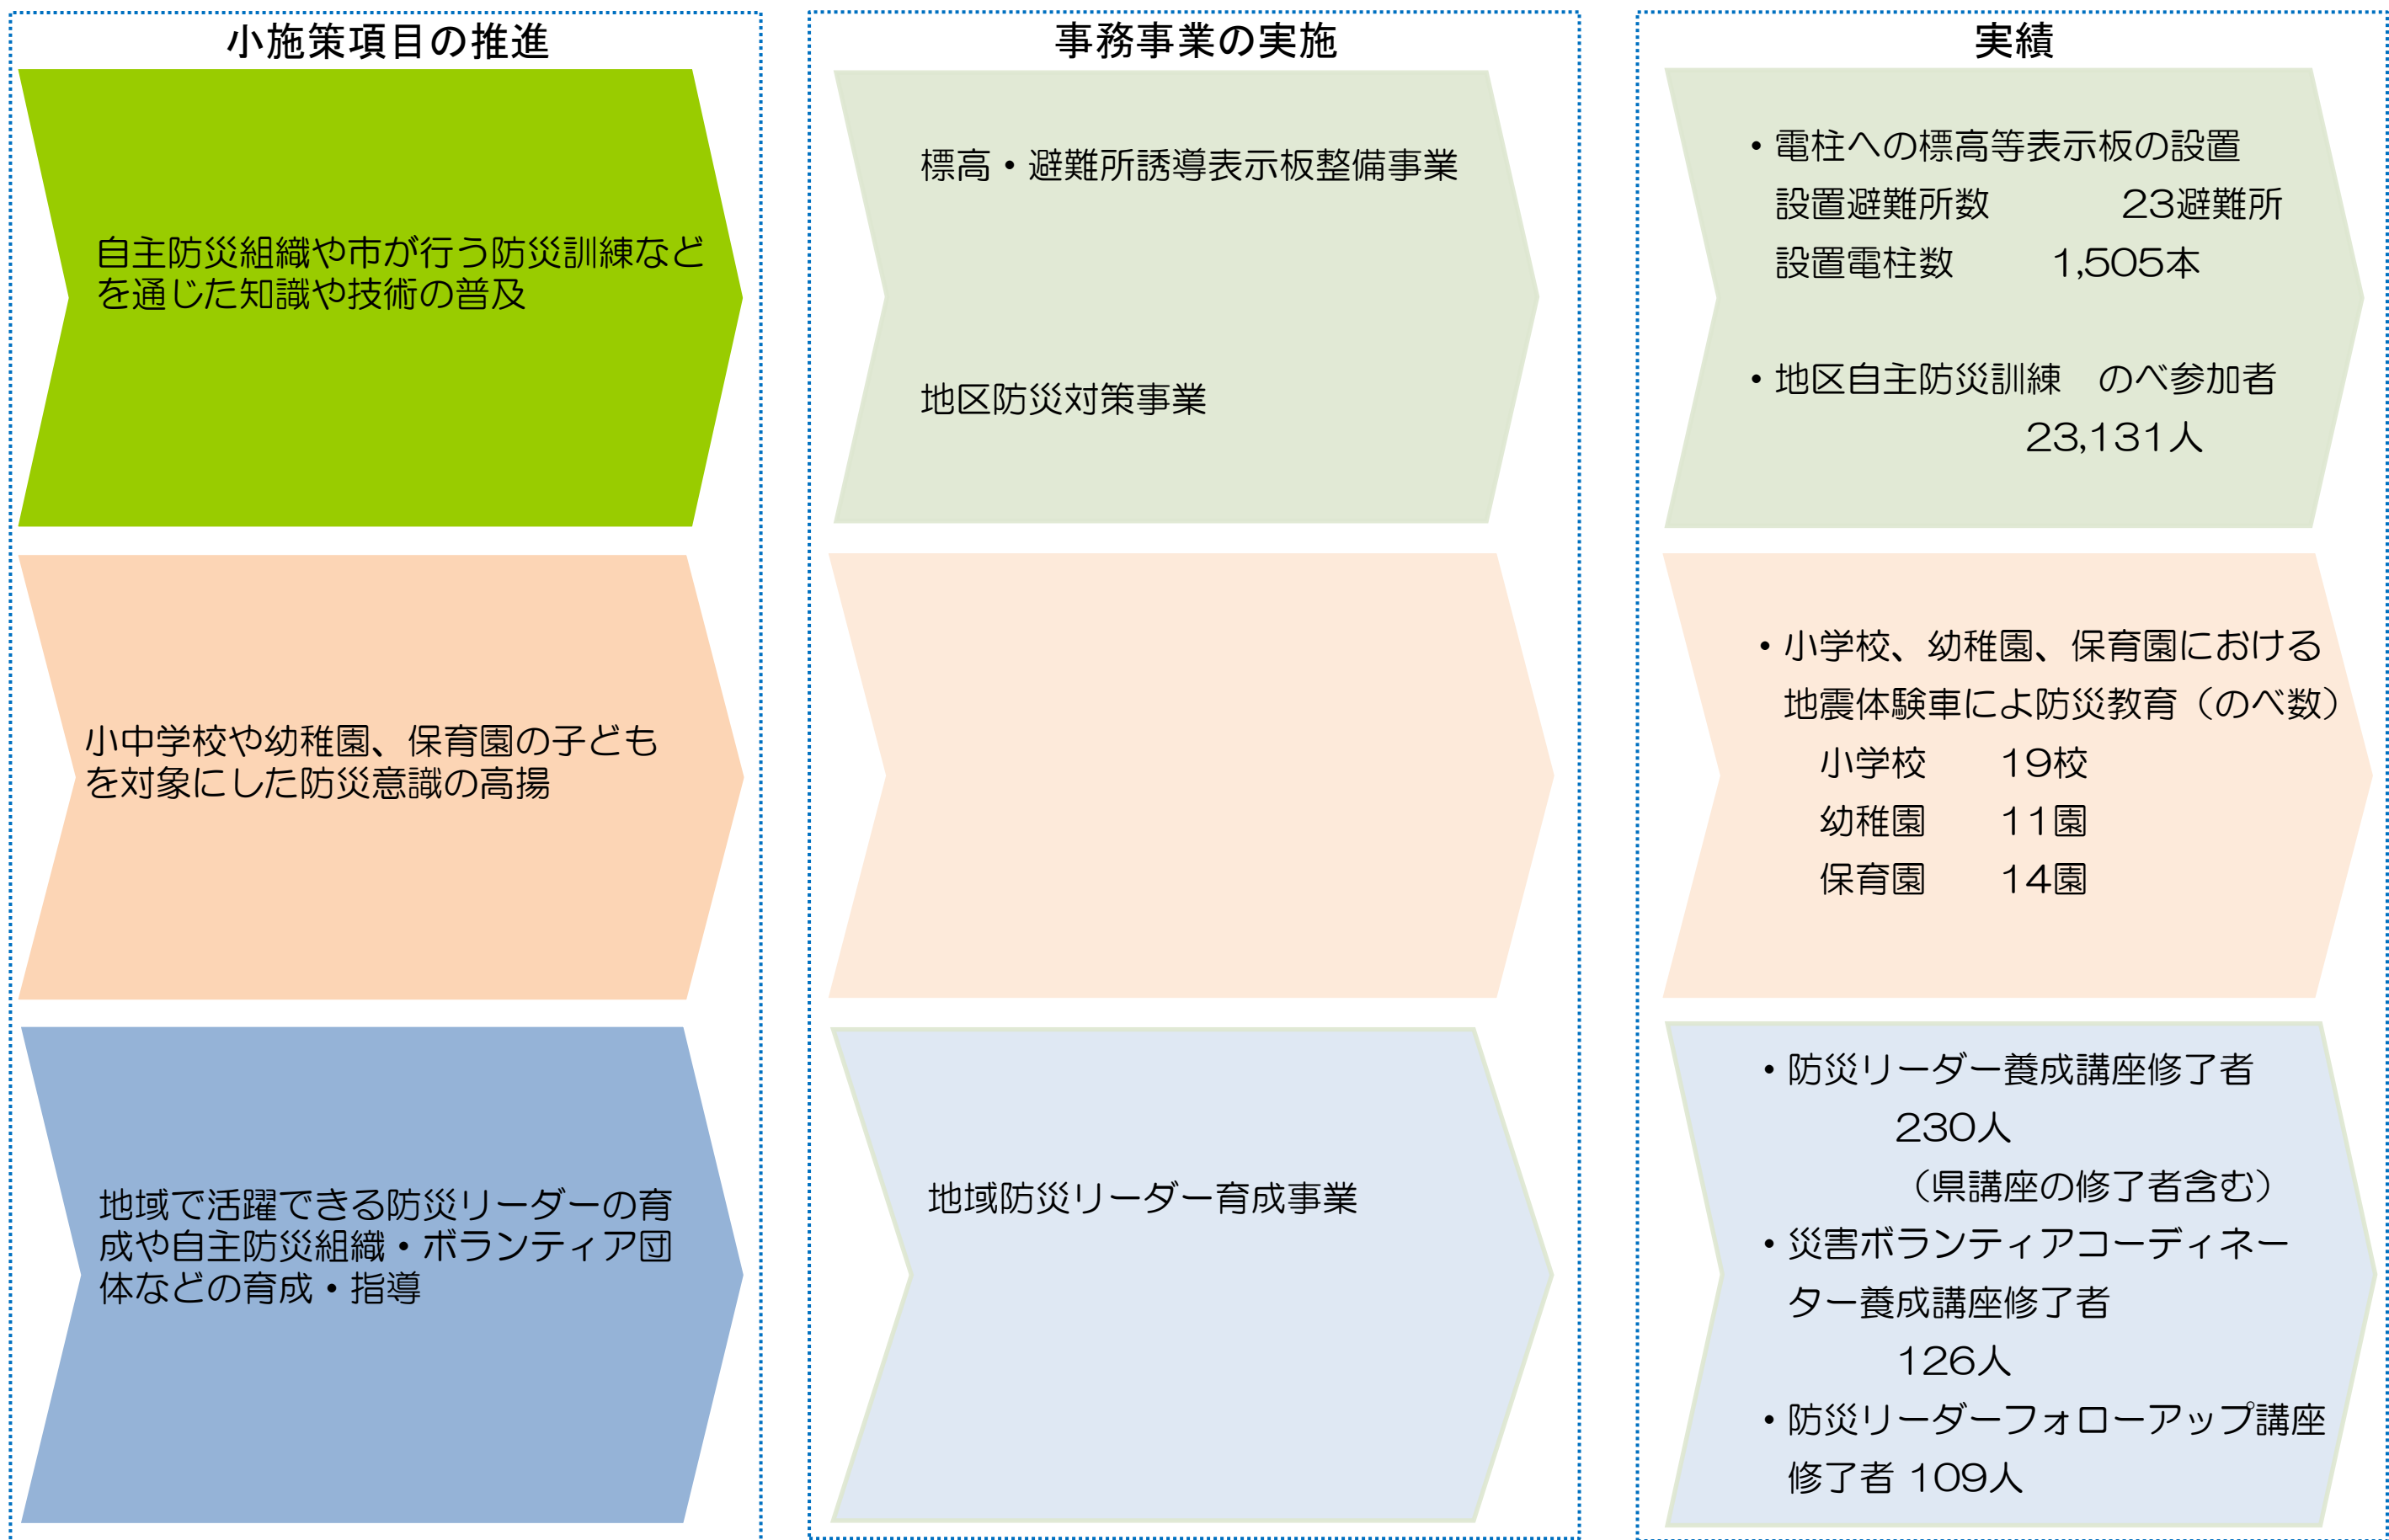 小施策項目の推進
事務事業の実施
実績
自主防災組織や市が行う防災訓練など
を通じた知識や技術の普及
標高・避難所誘導表示板整備事業
地区防災対策事業
・電柱への標高等表示板の設置
設置避難所数 23避難所
設置電柱数 1,505本
・地区自主防災訓練 のべ参加者
23,131人
小中学校や幼稚園、保育園の子ども
を対象にした防災意識の高揚
・小学校、幼稚園、保育園における
地震体験車によ防災教育（のべ数）
小学校 19校
幼稚園 11園
保育園 14園
地域で活躍できる防災リーダーの育
成や自主防災組織・ボランティア団
体などの育成・指導
地域防災リーダー育成事業
・防災リーダー養成講座修了者
230人
（県講座の修了者含む）
・災害ボランティアコーディネー
ター養成講座修了者
126人
・防災リーダーフォローアップ講座
修了者 109人